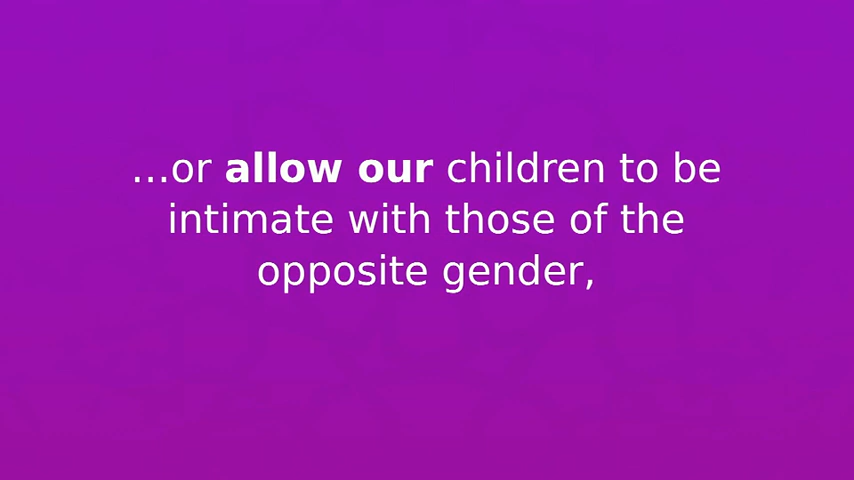 ...or allow our children to be
intimate with those of the
opposite gender,